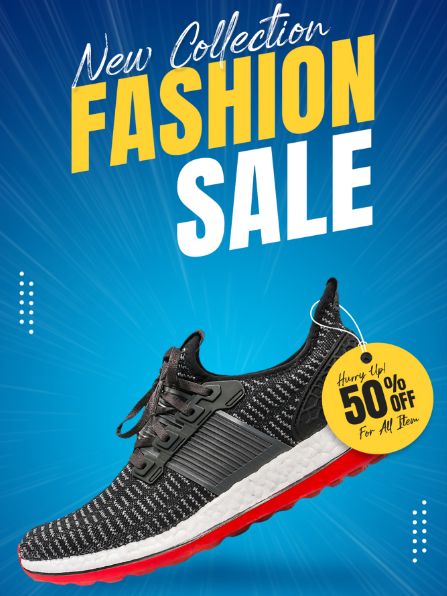 New Collection
FASHION
SALE
Hurry Up!
50% OFF
For All Item